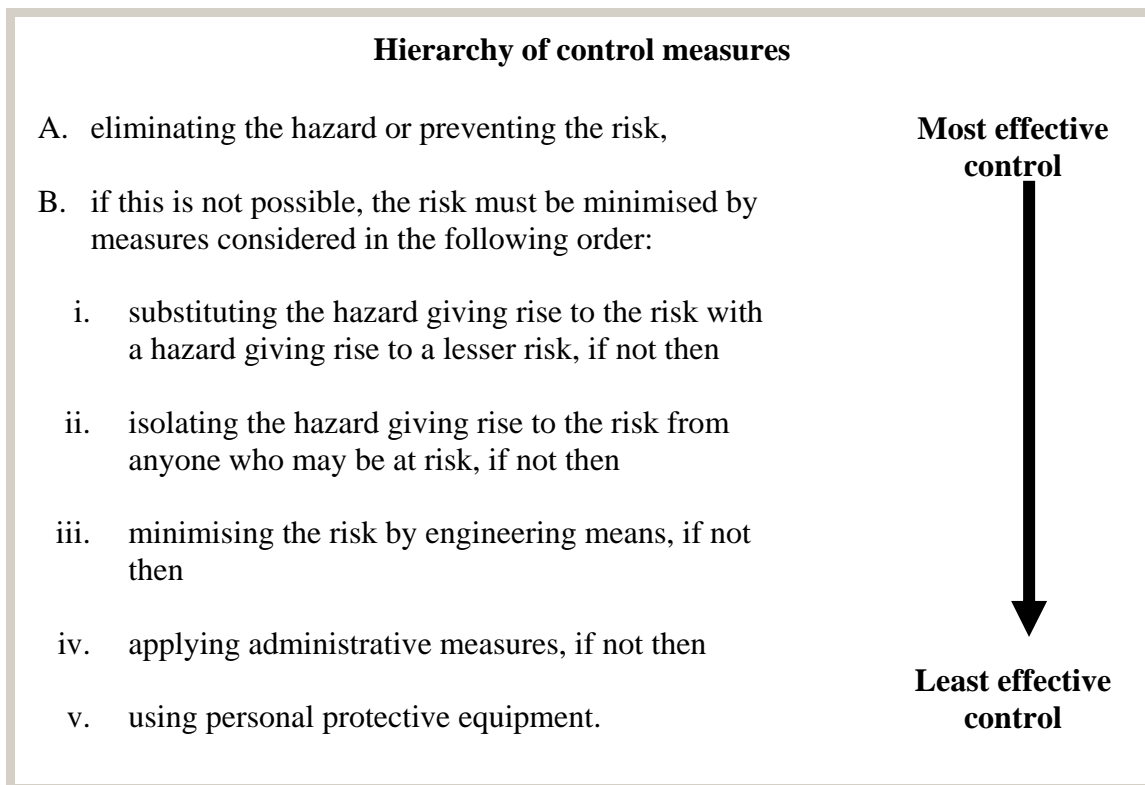 Hierarchy of control measures
A. eliminating the hazard or preventing the risk,
Most effective
control
B. if this is not possible, the risk must be minimised by
measures considered in the following order:
i. substituting the hazard giving rise to the risk with
a hazard giving rise to a lesser risk, if not then
ii. isolating the hazard giving rise to the risk from
anyone who may be at risk, if not then
iii. minimising the risk by engineering means, if not
then
iv. applying administrative measures, if not then
v. using personal protective equipment.
Least effective
control